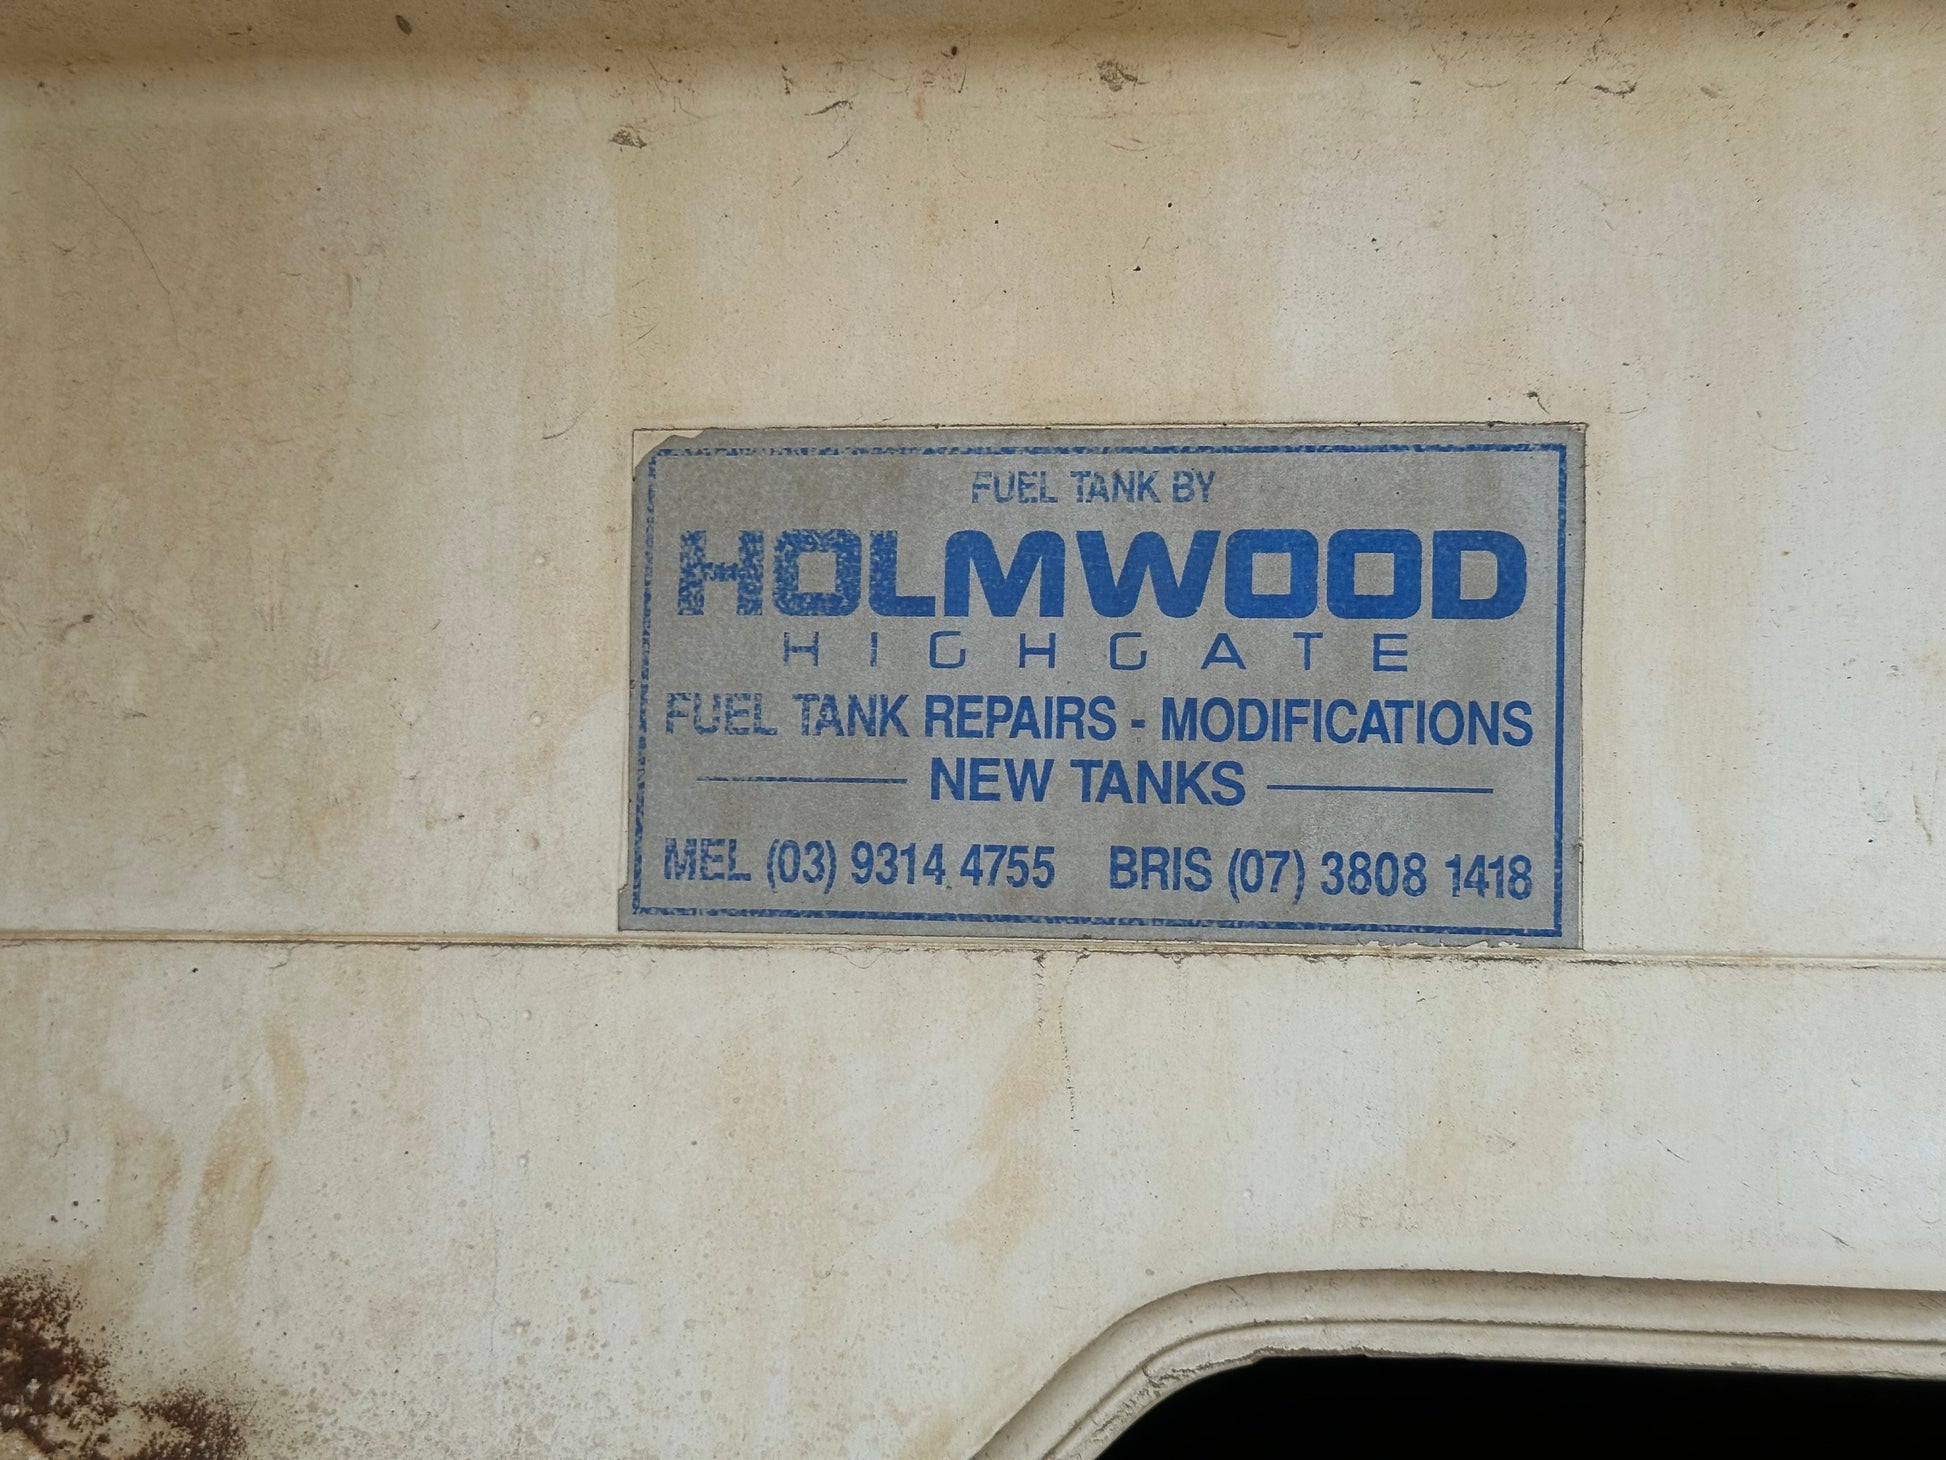 FUEL TANK BY
HOLMWOOD
HIGHGATE
FUEL TANK REPAIRS - MODIFICATIONS
NEW TANKS
MEL (03) 9314 4755 BRIS (07) 3808 1418